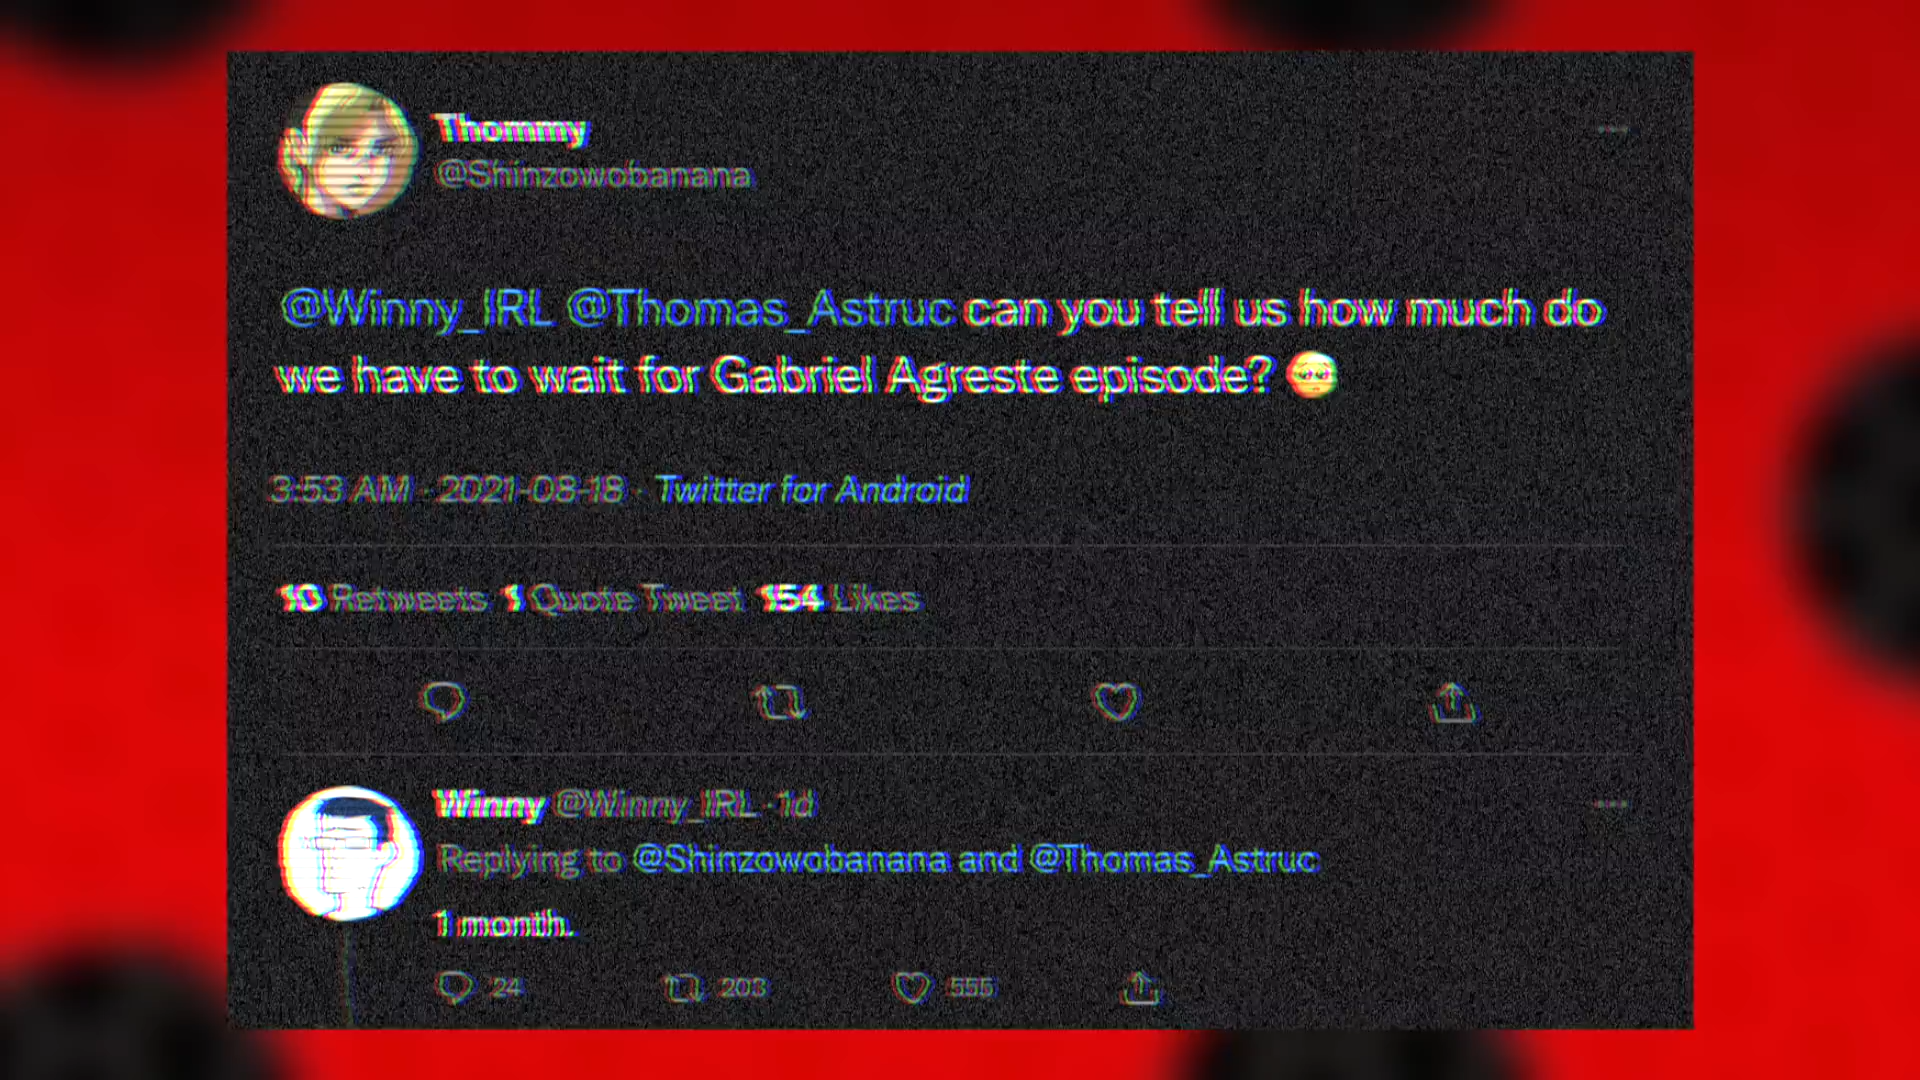 Thommy
@Shinzowobanana
@Winny_IRL @Thomas_Astruc can you tell us how much do
we have to wait for Gabriel Agreste episode? 🥺
3:53 AM · 2021-08-18 · Twitter for Android
10 Retweets 1 Quote Tweet 154 Likes
Winny @Winny_IRL · 1d
Replying to @Shinzowobanana and @Thomas_Astruc
1 month.
24 203 555